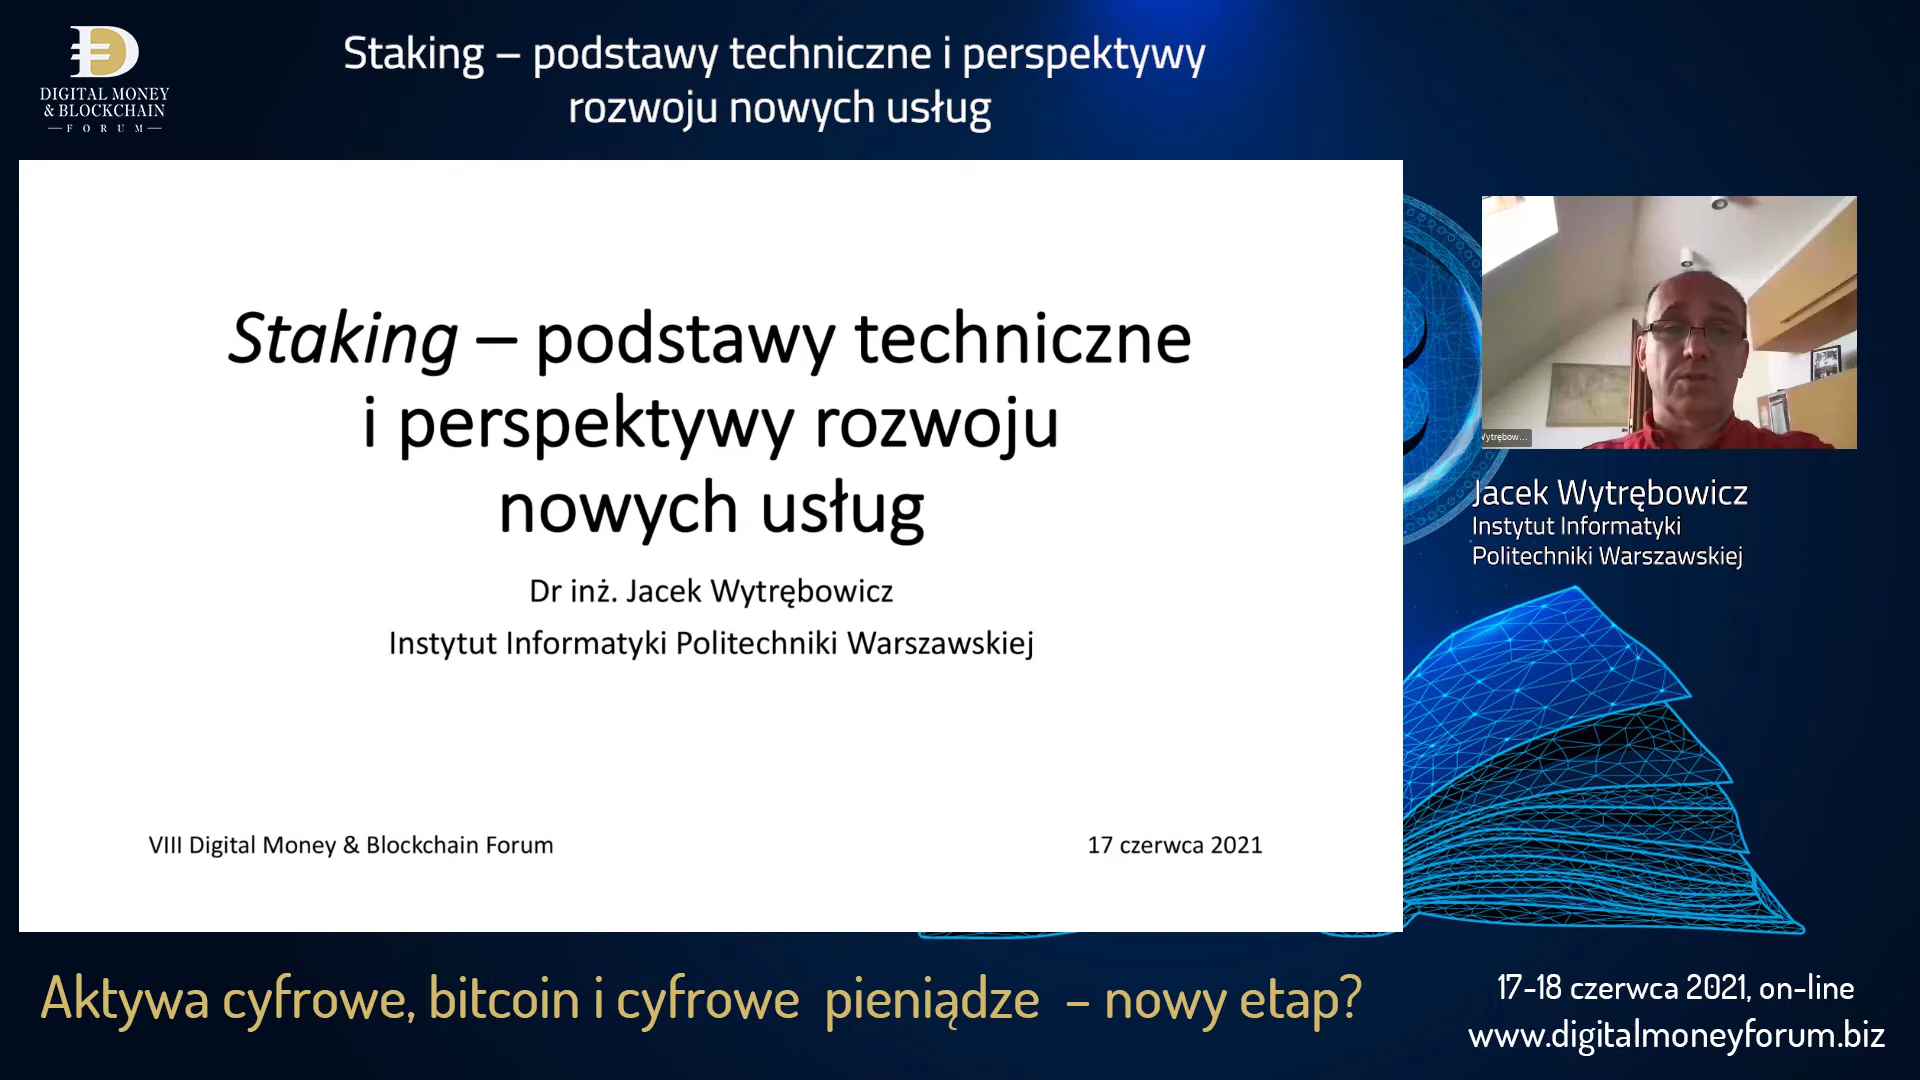 DIGITAL MONEY
& BLOCKCHAIN
FORUM
Staking – podstawy techniczne i perspektywy
rozwoju nowych usług
Staking – podstawy techniczne
i perspektywy rozwoju
nowych usług
Dr inż. Jacek Wytrębowicz
Instytut Informatyki Politechniki Warszawskiej
VIII Digital Money & Blockchain Forum
17 czerwca 2021
Jacek Wytrębowicz
Instytut Informatyki
Politechniki Warszawskiej
Aktywa cyfrowe, bitcoin i cyfrowe pieniądze – nowy etap?
17-18 czerwca 2021, on-line
www.digitalmoneyforum.biz